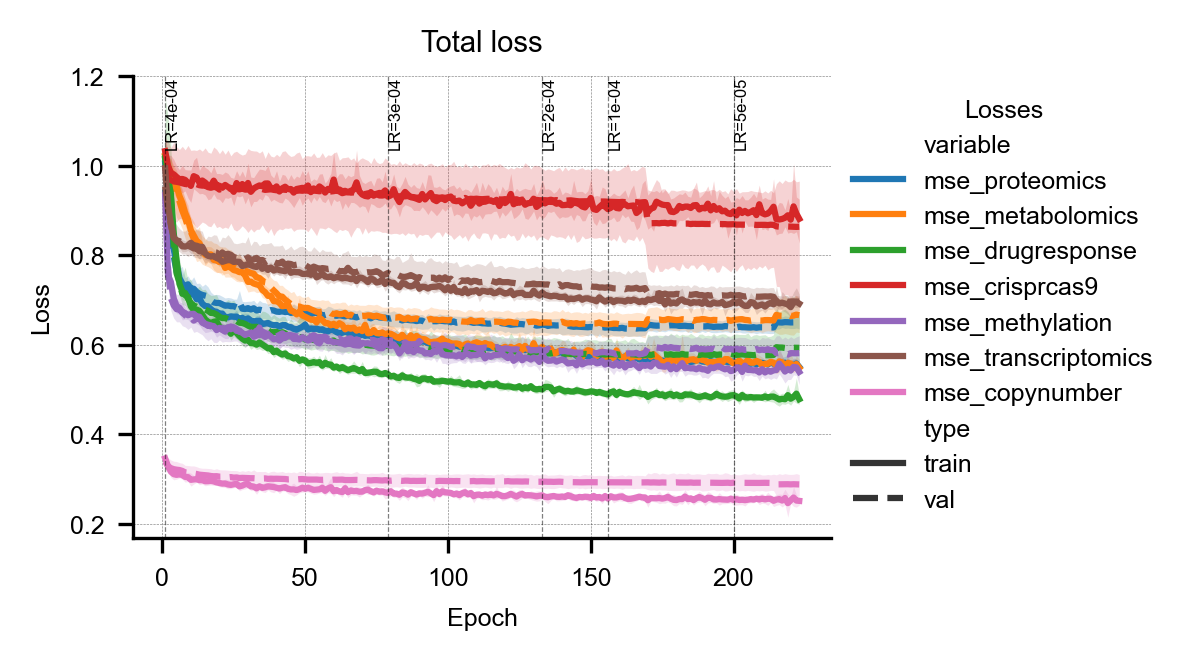 Total loss
1.2
1.0
0.8
0.6
0.4
0.2
Loss
LR=4e-04
LR=3e-04
LR=2e-04
LR=1e-04
LR=5e-05
0
50
100
150
200
Epoch
Losses
variable
mse_proteomics
mse_metabolomics
mse_drugresponse
mse_crisprcas9
mse_methylation
mse_transcriptomics
mse_copynumber
type
train
val